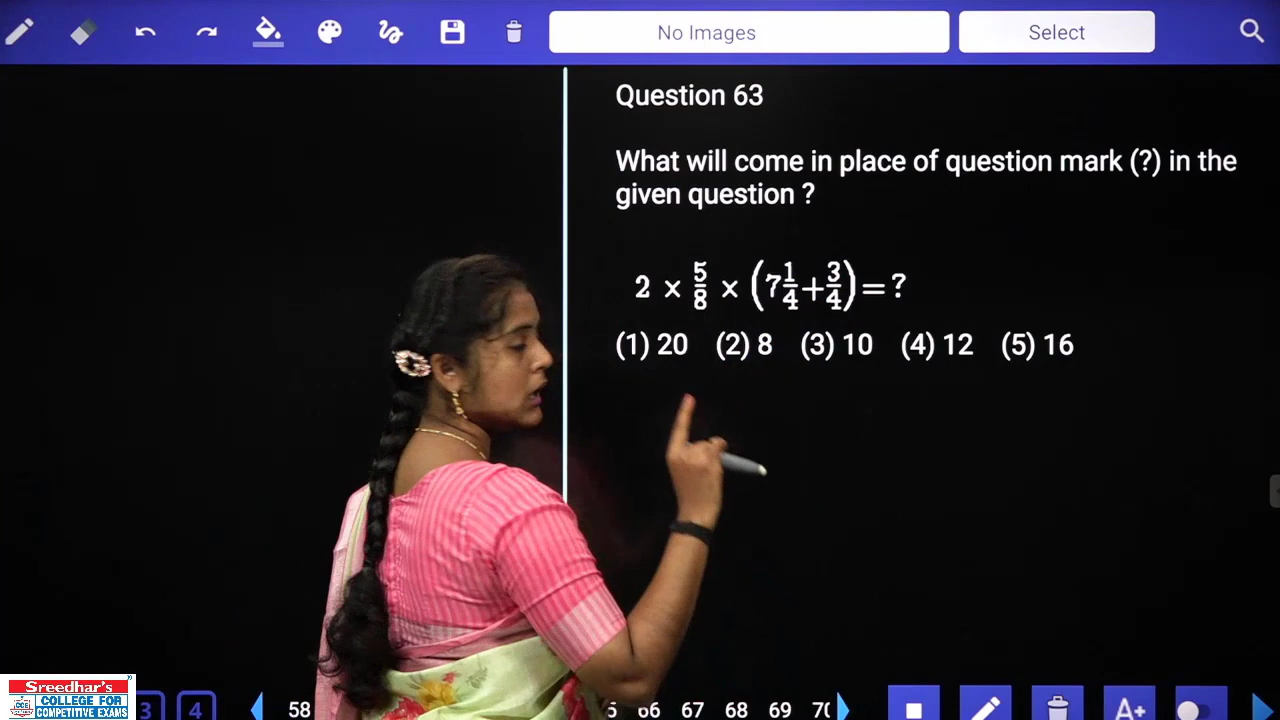 No Images
Select
Question 63
What will come in place of question mark (?) in the
given question ?
2 × 5/8 × (7 1/4 + 3/4) = ?
(1) 20 (2) 8 (3) 10 (4) 12 (5) 16
Sreedhar's
CCE
COLLEGE FOR
COMPETITIVE EXAMS
3 4 58 66 67 68 69 A+